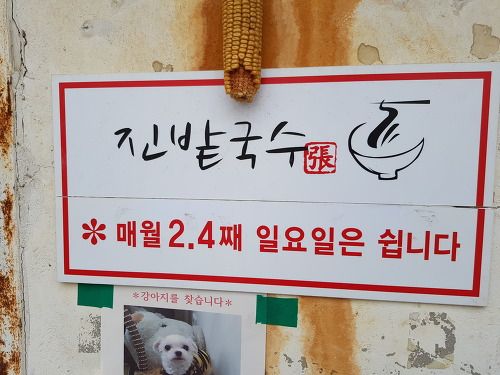 진밭국수 張
* 매월 2.4째 일요일은 쉽니다
*강아지를 찾습니다*